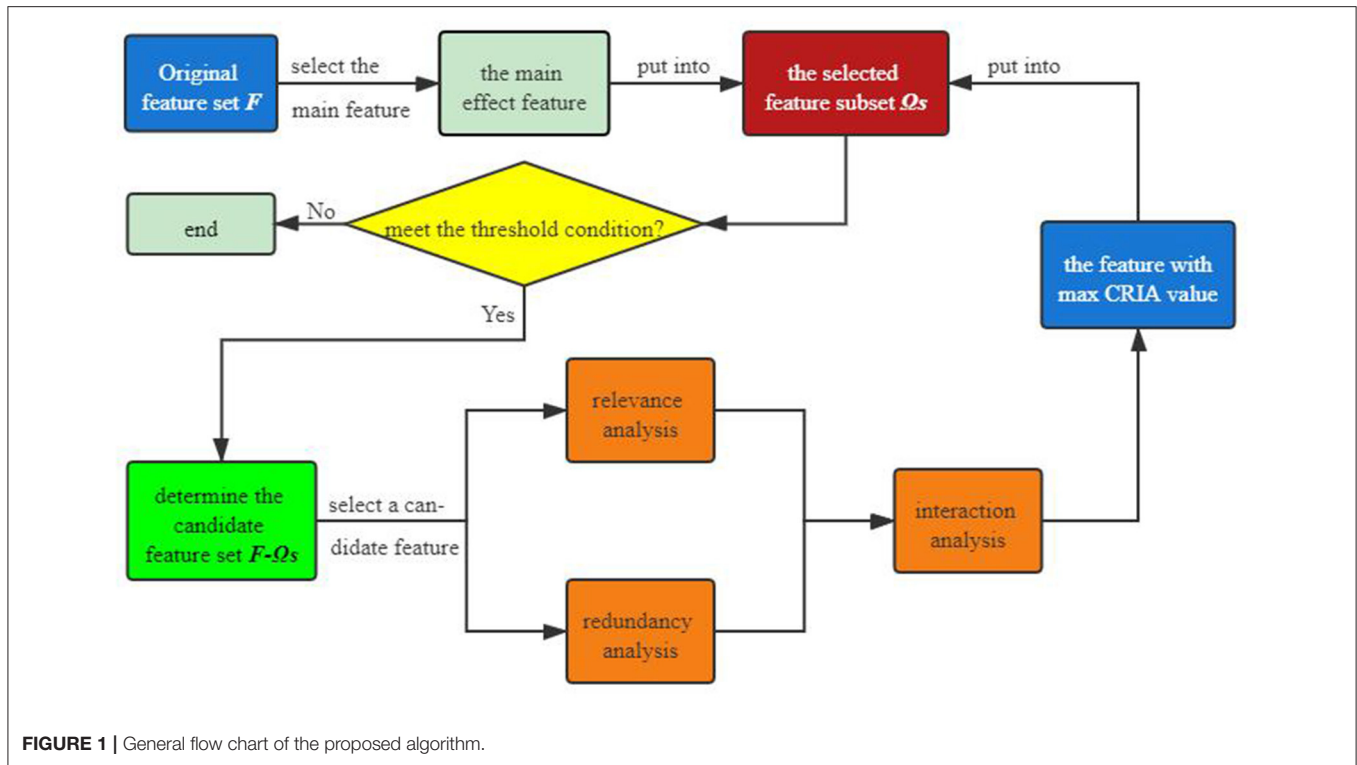 Original
feature set F
select the
main feature
the main
effect feature
put into
the selected
feature subset Ωs
put into
end
No
meet the threshold condition?
the feature with
max CRIA value
Yes
relevance
analysis
determine the
candidate
feature set F-Ωs
select a can-
didate feature
interaction
analysis
redundancy
analysis
FIGURE 1 | General flow chart of the proposed algorithm.